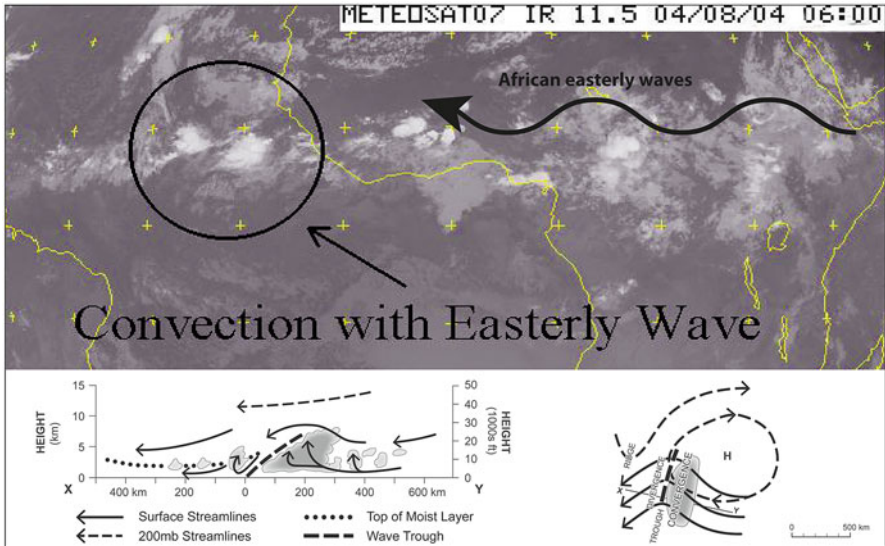 METEOSAT07 IR 11.5 04/08/04 06:00
African easterly waves
Convection with Easterly Wave
HEIGHT
(km)
15
10
5
0
50
40
30
20
10
0
HEIGHT
(1000s ft)
X
400 km
200
0
200
400
600 km
Y
Surface Streamlines
Top of Moist Layer
200mb Streamlines
Wave Trough
RIDGE
H
DIVERGENCE
CONVERGENCE
TROUGH
X
Y
0
500 km